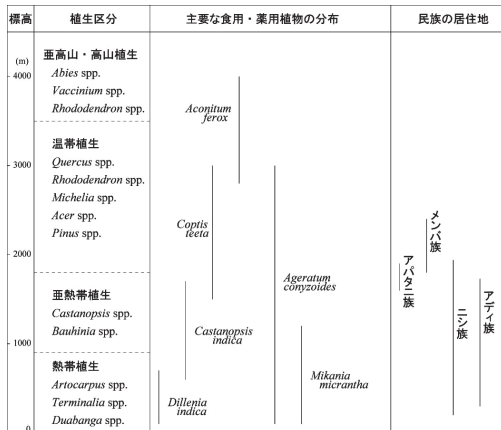 標高
植生区分
主要な食用・薬用植物の分布
民族の居住地
(m)
4000
3000
2000
1000
0
亜高山・高山植生
Abies spp.
Vaccinium spp.
Rhododendron spp.
温帯植生
Quercus spp.
Rhododendron spp.
Michelia spp.
Acer spp.
Pinus spp.
亜熱帯植生
Castanopsis spp.
Bauhinia spp.
熱帯植生
Artocarpus spp.
Terminalia spp.
Duabanga spp.
Aconitum
ferox
Coptis
teeta
Ageratum
conyzoides
Castanopsis
indica
Mikania
micrantha
Dillenia
indica
アパタニ族
メンパ族
ニシ族
アディ族